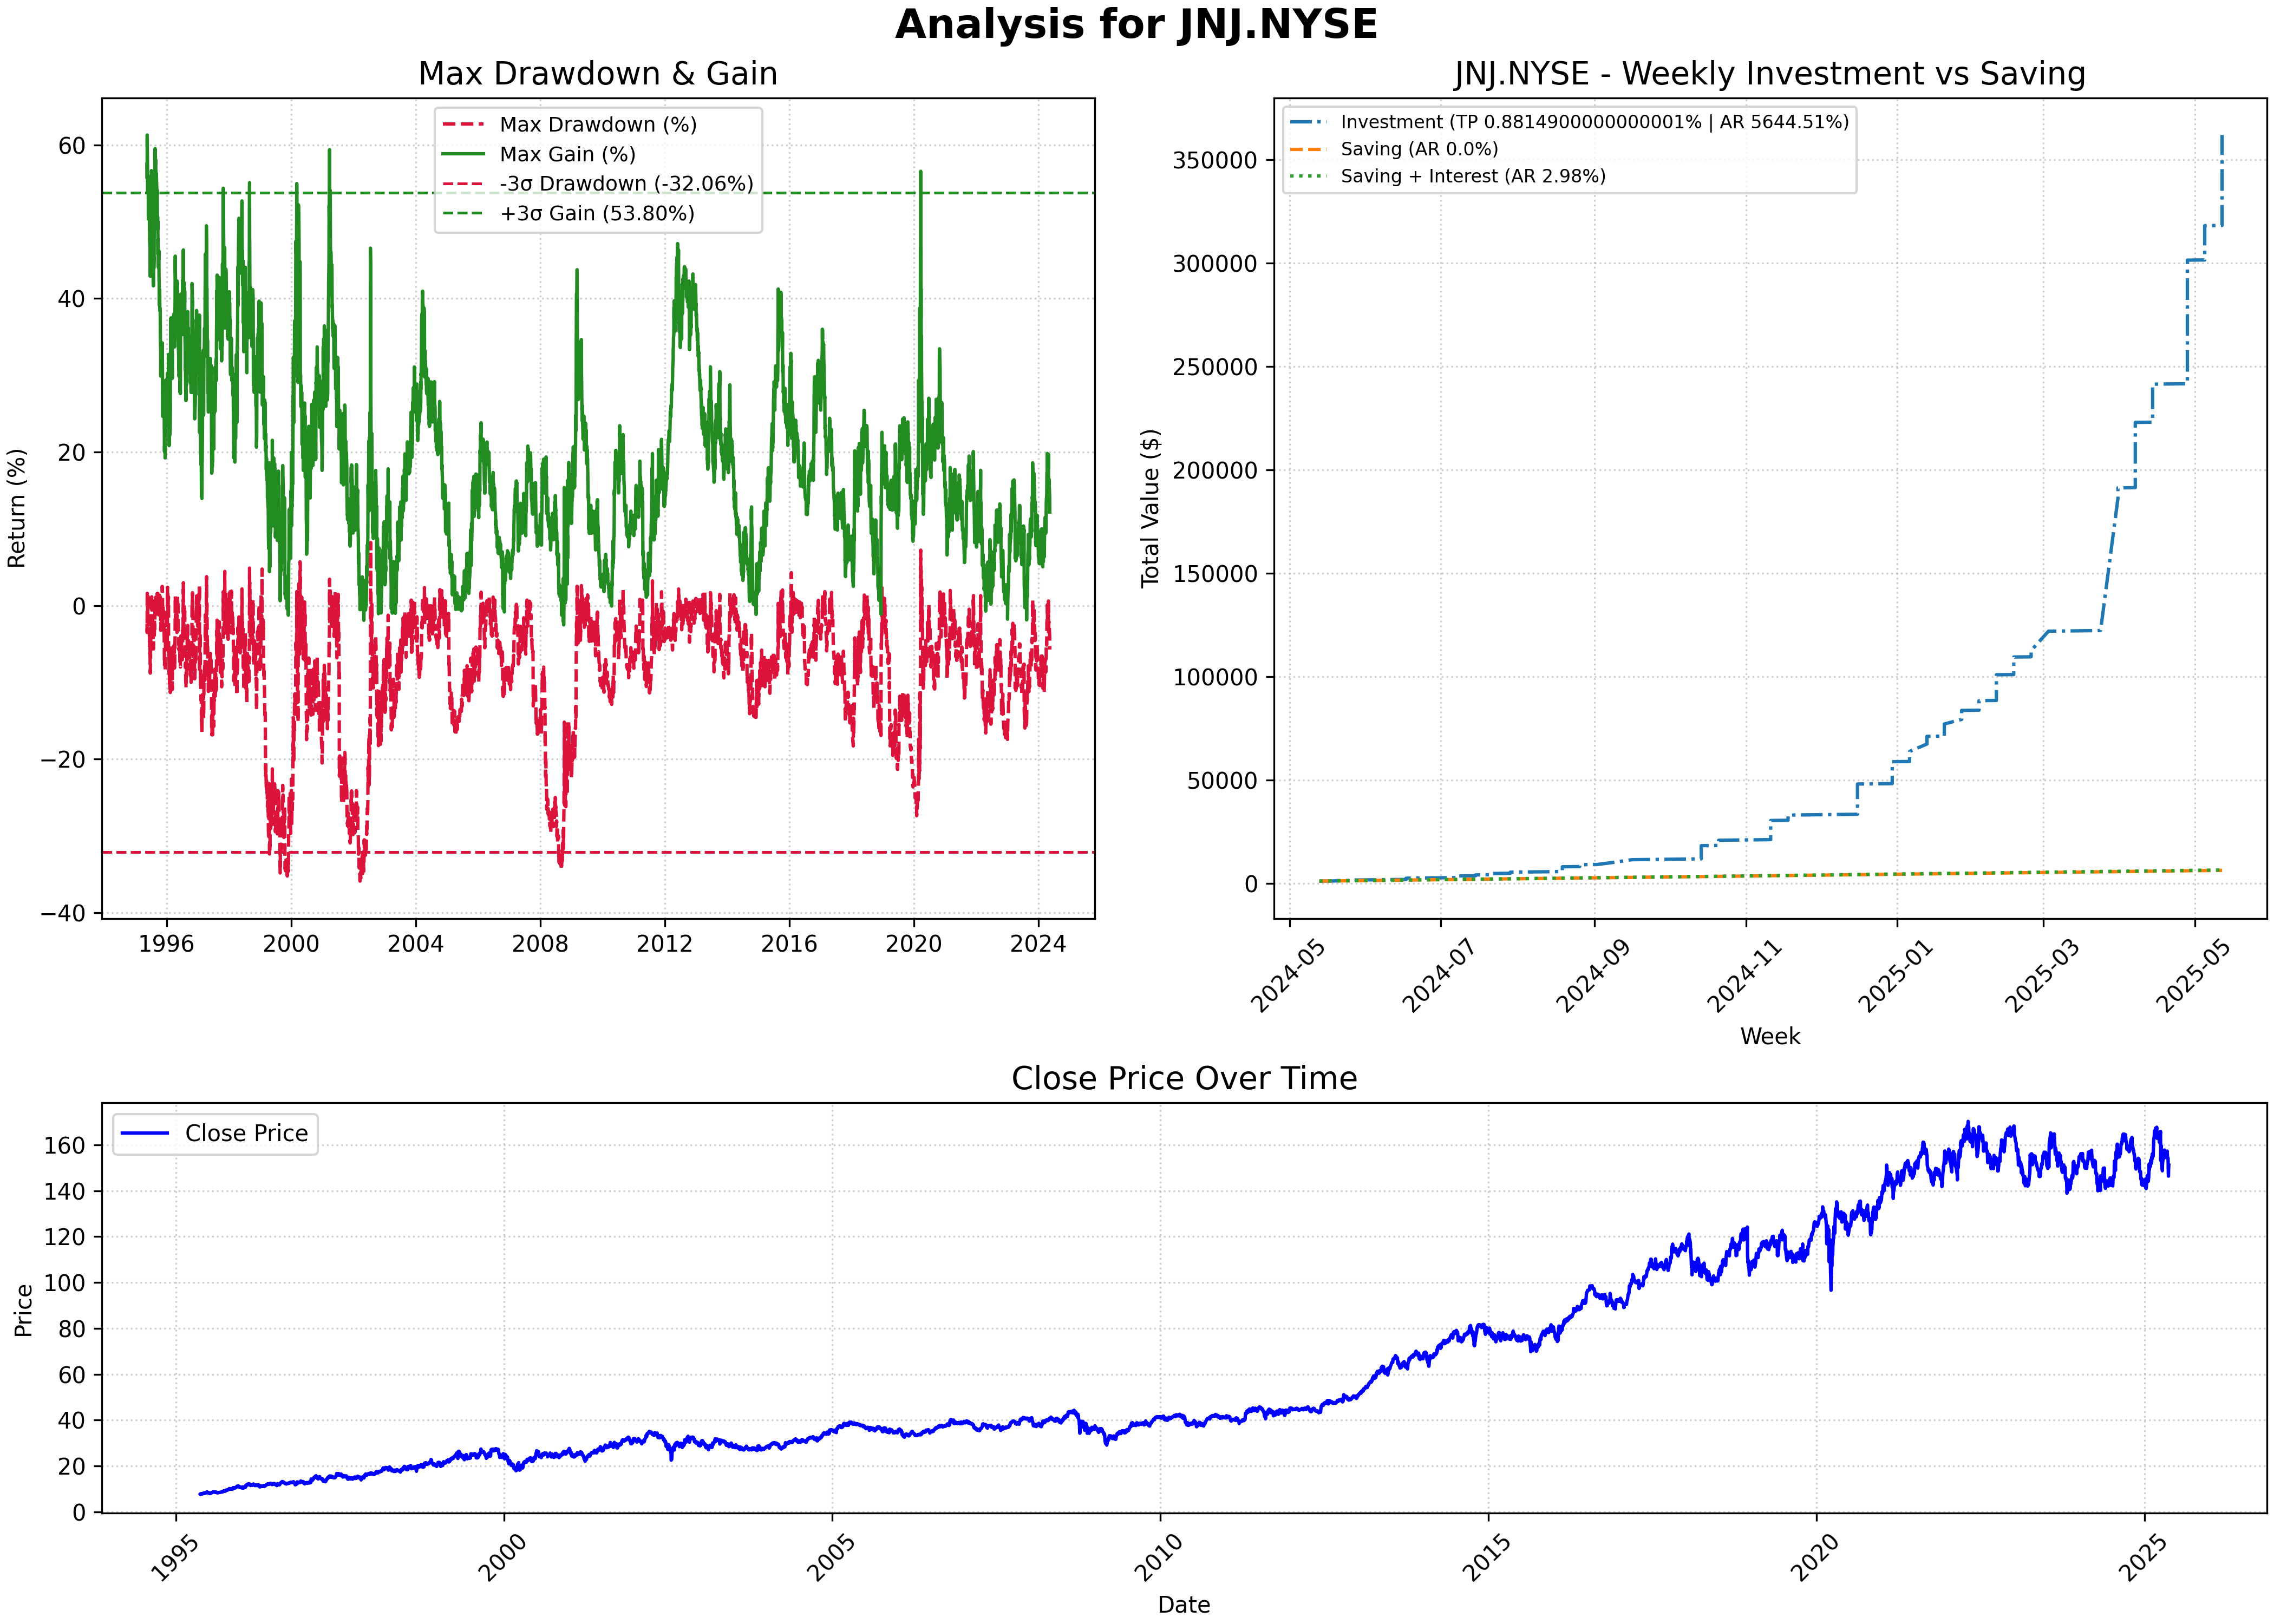 Analysis for JNJ.NYSE
Max Drawdown & Gain
Return (%)
60
40
20
0
−20
−40
1996
2000
2004
2008
2012
2016
2020
2024
Max Drawdown (%)
Max Gain (%)
-3σ Drawdown (-32.06%)
+3σ Gain (53.80%)
JNJ.NYSE - Weekly Investment vs Saving
Total Value ($)
350000
300000
250000
200000
150000
100000
50000
0
2024-05
2024-07
2024-09
2024-11
2025-01
2025-03
2025-05
Week
Investment (TP 0.8814900000000001% | AR 5644.51%)
Saving (AR 0.0%)
Saving + Interest (AR 2.98%)
Close Price Over Time
Price
160
140
120
100
80
60
40
20
0
1995
2000
2005
2010
2015
2020
2025
Date
Close Price